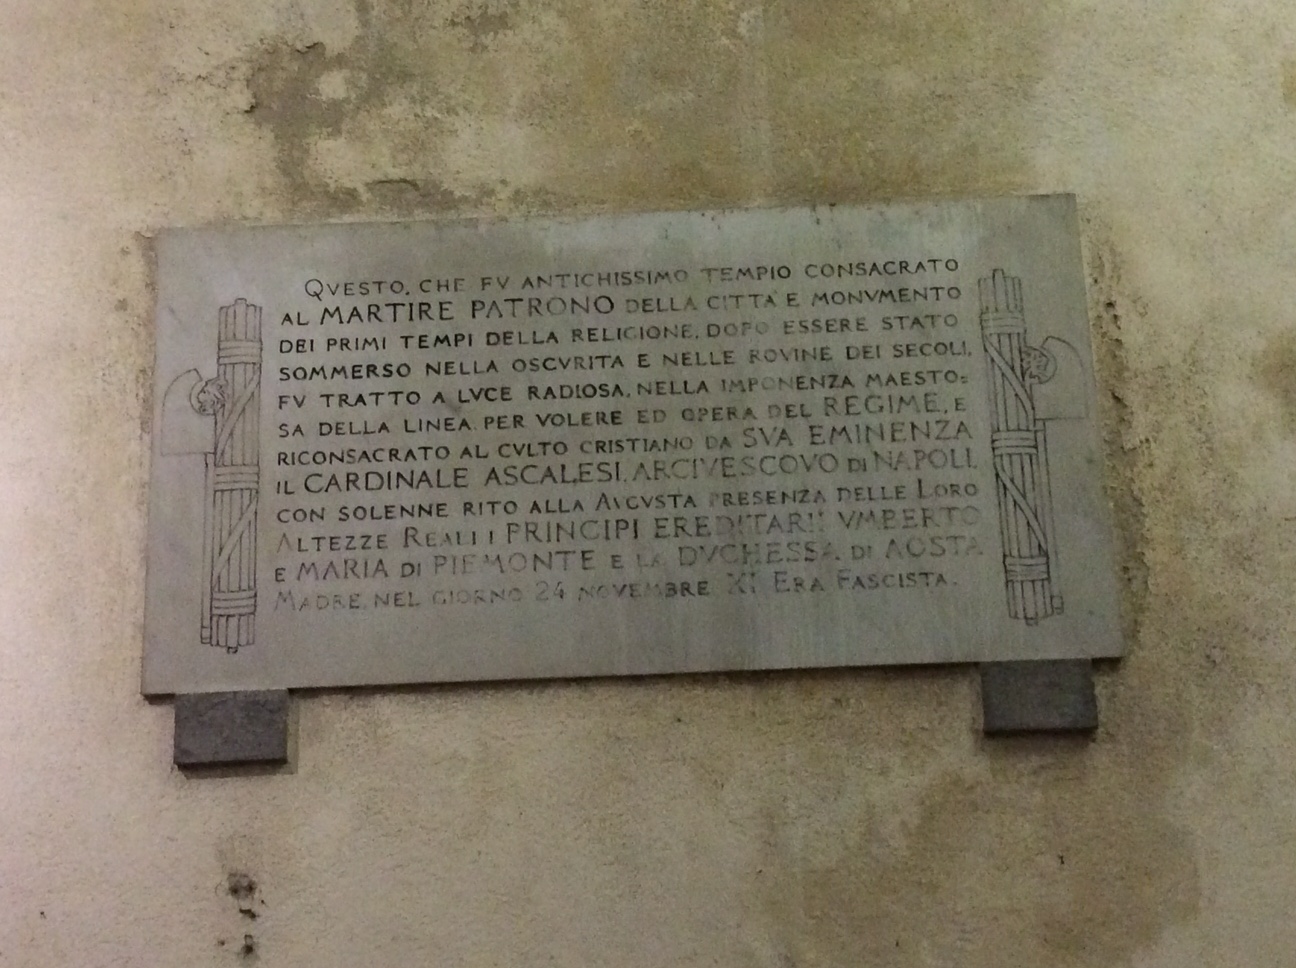 QVESTO, CHE FV ANTICHISSIMO TEMPIO CONSACRATO
AL MARTIRE PATRONO DELLA CITTA E MONVMENTO
DEI PRIMI TEMPI DELLA RELIGIONE, DOPO ESSERE STATO
SOMMERSO NELLA OSCVRITA E NELLE ROVINE DEI SECOLI,
FV TRATTO A LVCE RADIOSA, NELLA IMPONENZA MAESTO=
SA DELLA LINEA, PER VOLERE ED OPERA DEL REGIME, E
RICONSACRATO AL CVLTO CRISTIANO DA SVA EMINENZA
IL CARDINALE ASCALESI, ARCIVESCOVO DI NAPOLI,
CON SOLENNE RITO ALLA AVGVSTA PRESENZA DELLE LORO
ALTEZZE REALI I PRINCIPI EREDITARII VMBERTO
E MARIA DI PIEMONTE E LA DVCHESSA DI AOSTA
MADRE, NEL GIORNO 24 NOVEMBRE XI ERA FASCISTA.